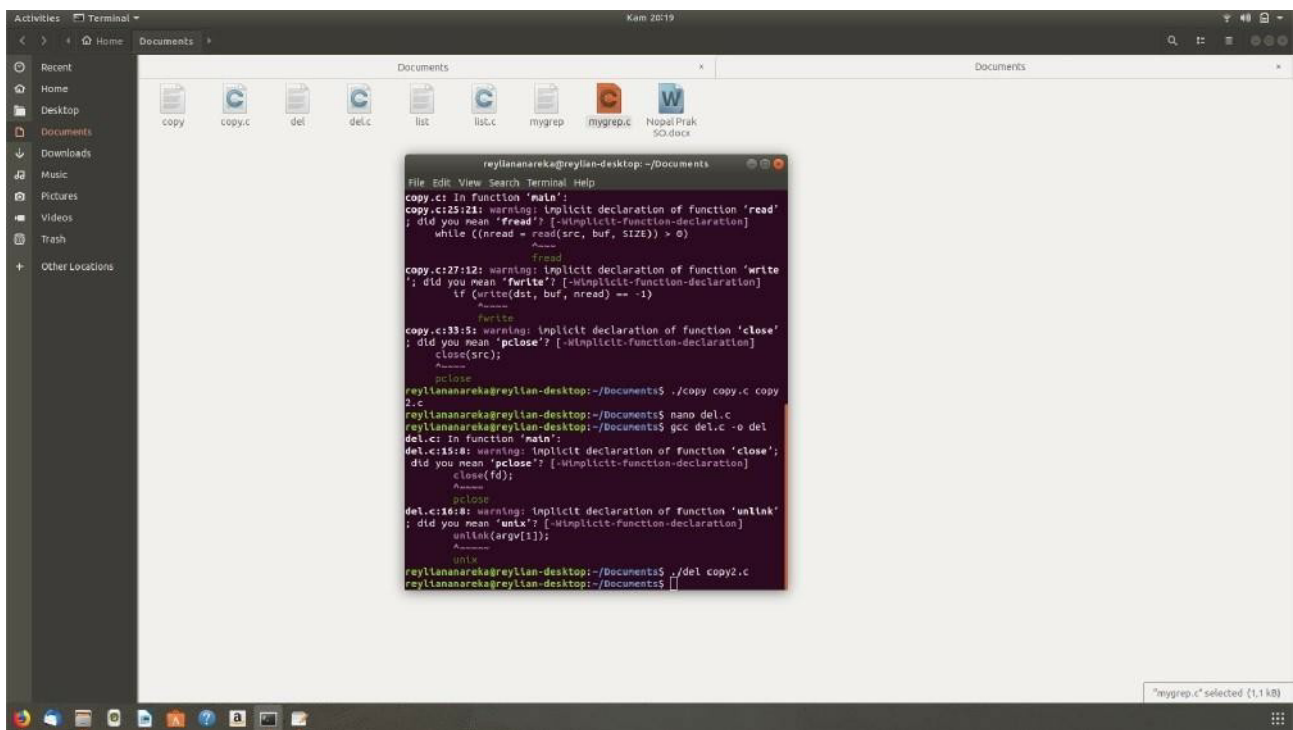 Activities Terminal Kam 20:19
Home Documents
Recent
Home
Desktop
Documents
Downloads
Music
Pictures
Videos
Trash
+ Other Locations
Documents × Documents ×
copy copy.c del del.c list list.c mygrep mygrep.c Nopal Prak
SO.docx
reyliananareka@reylian-desktop: ~/Documents
File Edit View Search Terminal Help
copy.c: In function ‘main’:
copy.c:25:21: warning: implicit declaration of function ‘read’
; did you mean ‘fread’? [-Wimplicit-function-declaration]
while ((nread = read(src, buf, SIZE)) > 0)
^~~~
fread
copy.c:27:12: warning: implicit declaration of function ‘write
’; did you mean ‘fwrite’? [-Wimplicit-function-declaration]
if (write(dst, buf, nread) == -1)
^~~~~
fwrite
copy.c:33:5: warning: implicit declaration of function ‘close’
; did you mean ‘pclose’? [-Wimplicit-function-declaration]
close(src);
^~~~~
pclose
reyliananareka@reylian-desktop:~/Documents$ ./copy copy.c copy
2.c
reyliananareka@reylian-desktop:~/Documents$ nano del.c
reyliananareka@reylian-desktop:~/Documents$ gcc del.c -o del
del.c: In function ‘main’:
del.c:15:8: warning: implicit declaration of function ‘close’;
did you mean ‘pclose’? [-Wimplicit-function-declaration]
close(fd);
^~~~~
pclose
del.c:16:8: warning: implicit declaration of function ‘unlink’
; did you mean ‘unix’? [-Wimplicit-function-declaration]
unlink(argv[1]);
^~~~~~
unix
reyliananareka@reylian-desktop:~/Documents$ ./del copy2.c
reyliananareka@reylian-desktop:~/Documents$
"mygrep.c" selected (1,1 kB)